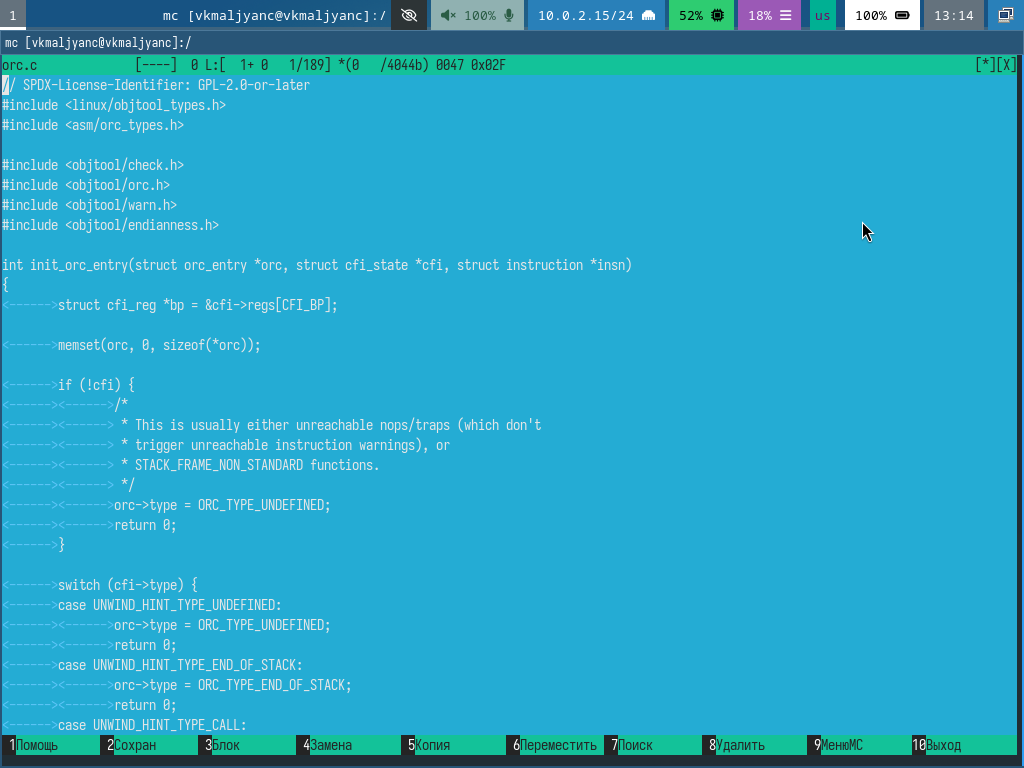 1 mc [vkmaljyanc@vkmaljyanc]:/ 100% 10.0.2.15/24 52% 18% us 100% 13:14
mc [vkmaljyanc@vkmaljyanc]:/
orc.c [----] 0 L:[ 1+ 0 1/189] *(0 /4044b) 0047 0x02F [*][X]
// SPDX-License-Identifier: GPL-2.0-or-later
#include <linux/objtool_types.h>
#include <asm/orc_types.h>
#include <objtool/check.h>
#include <objtool/orc.h>
#include <objtool/warn.h>
#include <objtool/endianness.h>
int init_orc_entry(struct orc_entry *orc, struct cfi_state *cfi, struct instruction *insn)
{
<------>struct cfi_reg *bp = &cfi->regs[CFI_BP];
<------>memset(orc, 0, sizeof(*orc));
<------>if (!cfi) {
<------><------>/*
<------><------> * This is usually either unreachable nops/traps (which don't
<------><------> * trigger unreachable instruction warnings), or
<------><------> * STACK_FRAME_NON_STANDARD functions.
<------><------> */
<------><------>orc->type = ORC_TYPE_UNDEFINED;
<------><------>return 0;
<------>}
<------>switch (cfi->type) {
<------>case UNWIND_HINT_TYPE_UNDEFINED:
<------><------>orc->type = ORC_TYPE_UNDEFINED;
<------><------>return 0;
<------>case UNWIND_HINT_TYPE_END_OF_STACK:
<------><------>orc->type = ORC_TYPE_END_OF_STACK;
<------><------>return 0;
<------>case UNWIND_HINT_TYPE_CALL:
1Помощь 2Сохран 3Блок 4Замена 5Копия 6Переместить 7Поиск 8Удалить 9МенюMC 10Выход